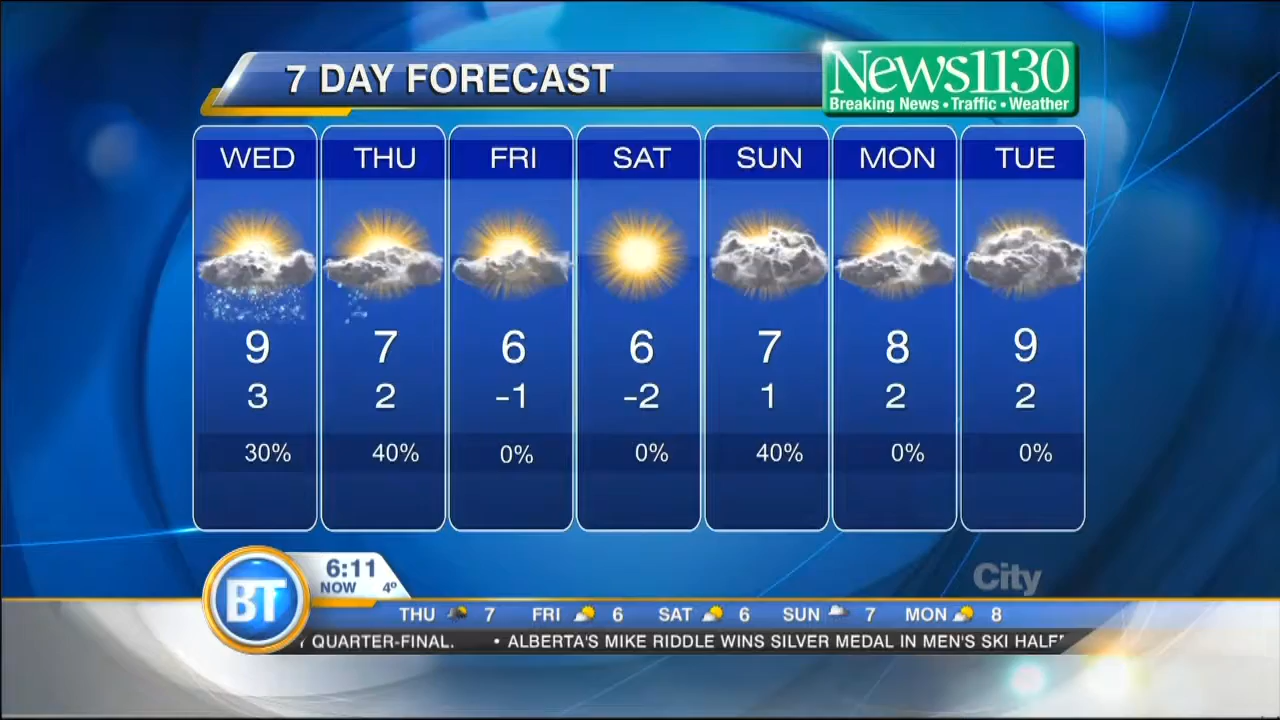 7 DAY FORECAST
News1130
Breaking News • Traffic • Weather
WED THU FRI SAT SUN MON TUE
9 7 6 6 7 8 9
3 2 -1 -2 1 2 2
30% 40% 0% 0% 40% 0% 0%
City
BT
6:11
NOW 4º
THU 7 FRI 6 SAT 6 SUN 7 MON 8
QUARTER-FINAL. • ALBERTA'S MIKE RIDDLE WINS SILVER MEDAL IN MEN'S SKI HALF